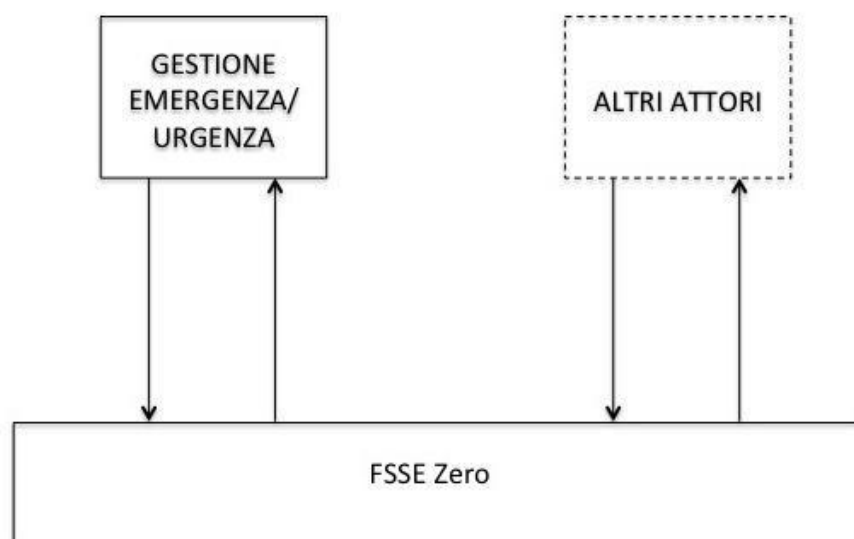 GESTIONE
EMERGENZA/
URGENZA
ALTRI ATTORI
FSSE Zero